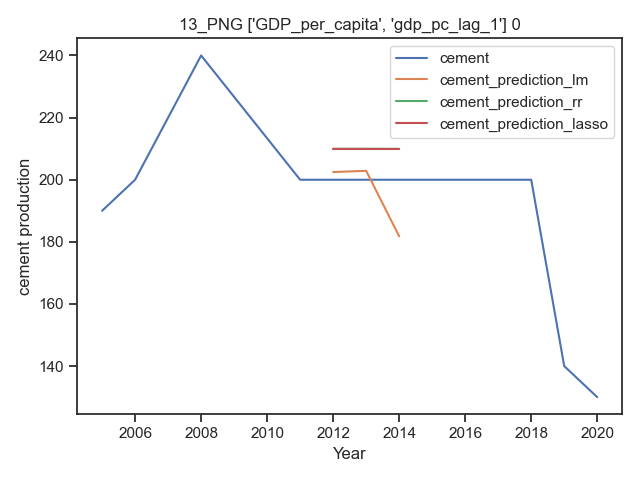 13_PNG ['GDP_per_capita', 'gdp_pc_lag_1'] 0
cement
cement_prediction_lm
cement_prediction_rr
cement_prediction_lasso
cement production
240
220
200
180
160
140
2006 2008 2010 2012 2014 2016 2018 2020
Year